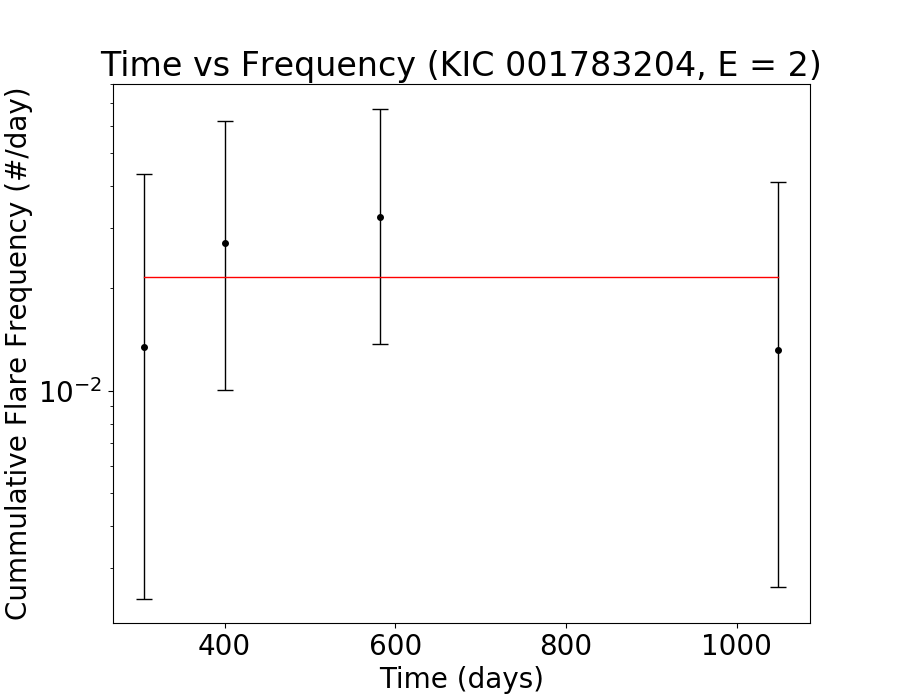 Time vs Frequency (KIC 001783204, E = 2)
Cummulative Flare Frequency (#/day)
10⁻²
400 600 800 1000
Time (days)